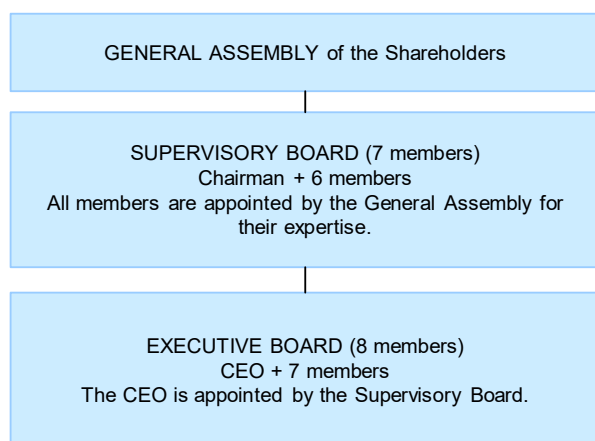 GENERAL ASSEMBLY of the Shareholders
SUPERVISORY BOARD (7 members)
Chairman + 6 members
All members are appointed by the General Assembly for
their expertise.
EXECUTIVE BOARD (8 members)
CEO + 7 members
The CEO is appointed by the Supervisory Board.